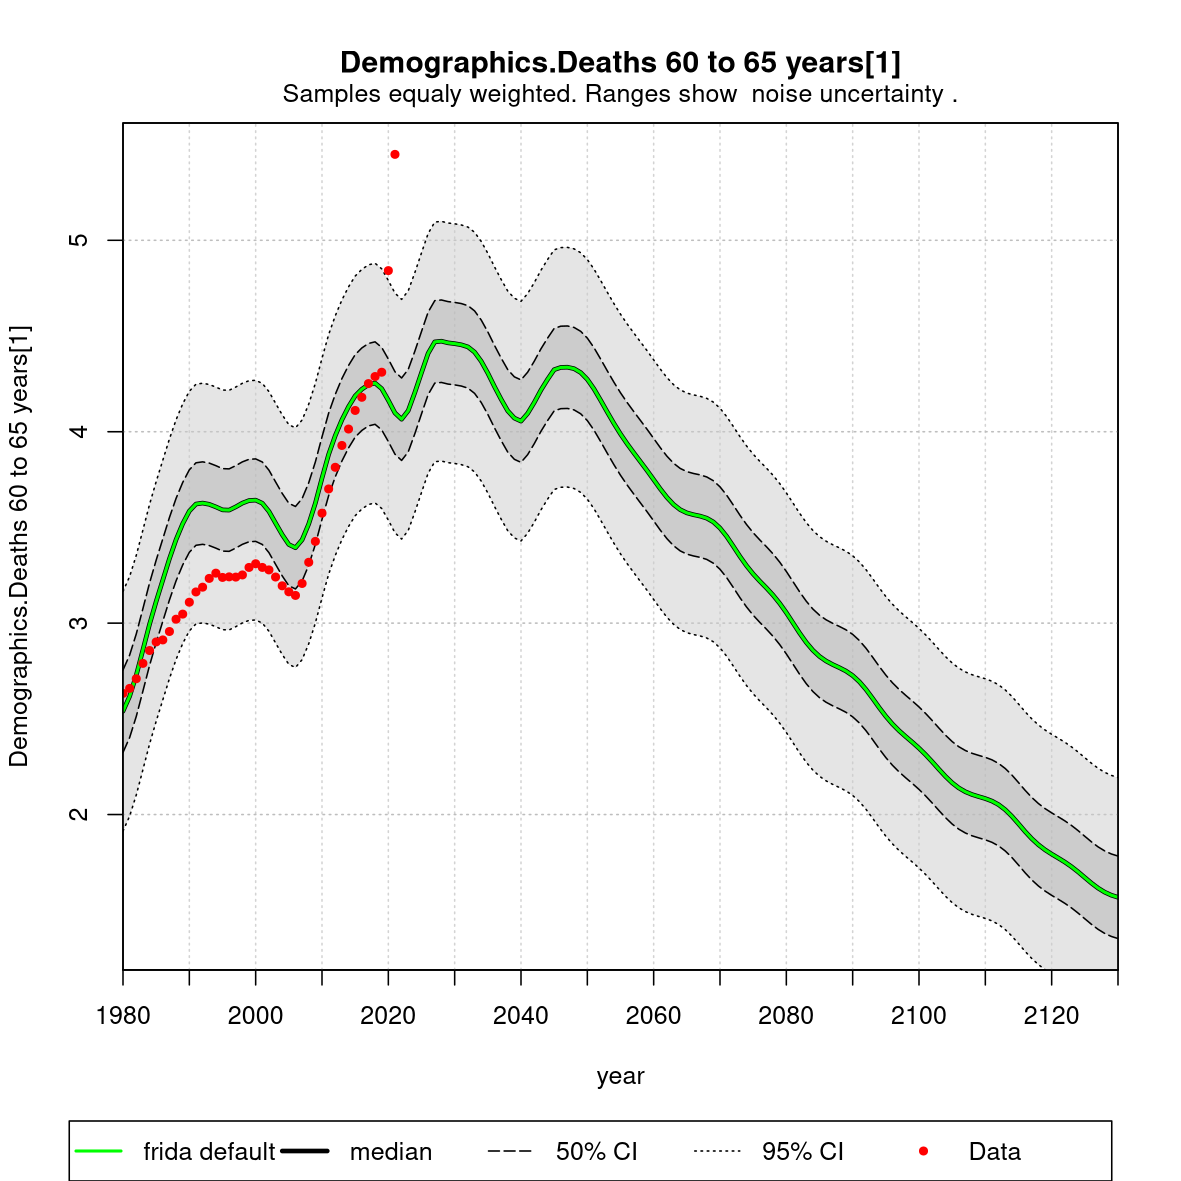 Demographics.Deaths 60 to 65 years[1]
Samples equaly weighted. Ranges show  noise uncertainty .
Demographics.Deaths 60 to 65 years[1]
5
4
3
2
1980 2000 2020 2040 2060 2080 2100 2120
year
frida default median 50% CI 95% CI Data